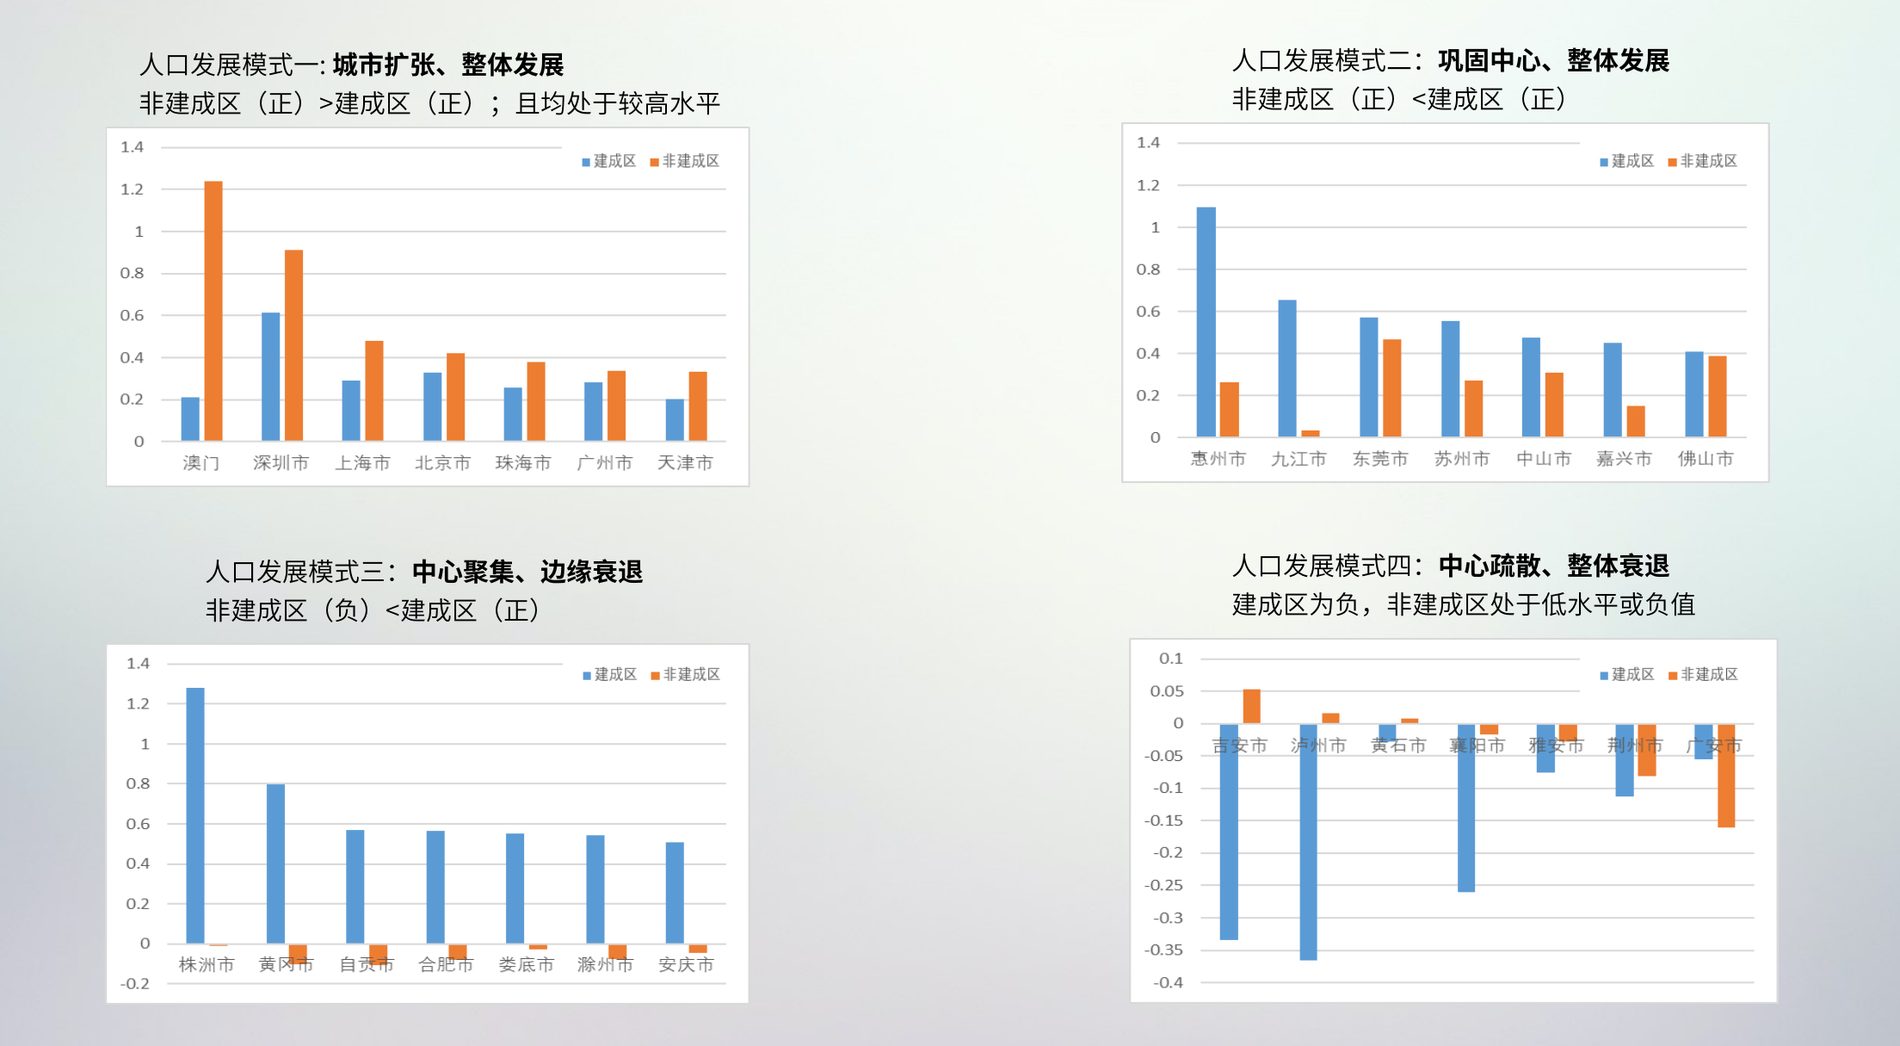 人口发展模式一: 城市扩张、整体发展
非建成区（正）>建成区（正）；且均处于较高水平
1.4
1.2
1
0.8
0.6
0.4
0.2
0
建成区 非建成区
澳门 深圳市 上海市 北京市 珠海市 广州市 天津市
人口发展模式二：巩固中心、整体发展
非建成区（正）<建成区（正）
1.4
1.2
1
0.8
0.6
0.4
0.2
0
建成区 非建成区
惠州市 九江市 东莞市 苏州市 中山市 嘉兴市 佛山市
人口发展模式三：中心聚集、边缘衰退
非建成区（负）<建成区（正）
1.4
1.2
1
0.8
0.6
0.4
0.2
0
-0.2
建成区 非建成区
株洲市 黄冈市 自贡市 合肥市 娄底市 滁州市 安庆市
人口发展模式四：中心疏散、整体衰退
建成区为负，非建成区处于低水平或负值
0.1
0.05
0
-0.05
-0.1
-0.15
-0.2
-0.25
-0.3
-0.35
-0.4
建成区 非建成区
吉安市 泸州市 黄石市 襄阳市 雅安市 荆州市 广安市